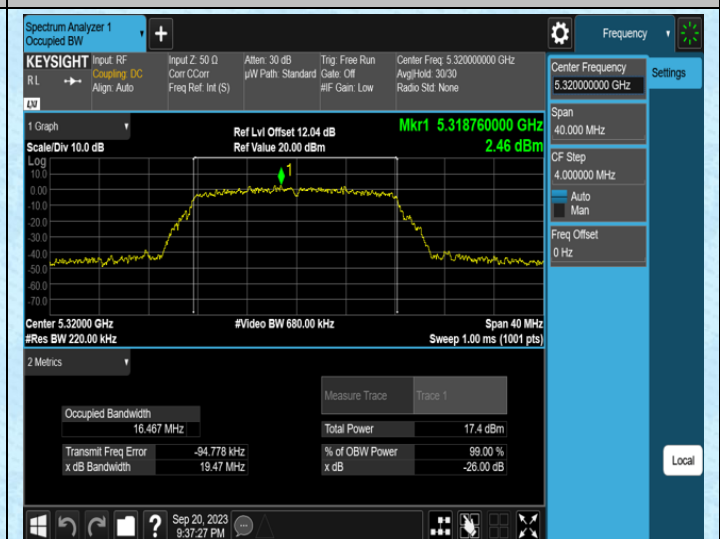 Spectrum Analyzer 1
Occupied BW
+
Frequency
KEYSIGHT
R L
LXI
Input: RF
Coupling: DC
Align: Auto
Input Z: 50 Ω
Corr CCorr
Freq Ref: Int (S)
Atten: 30 dB
µW Path: Standard
Trig: Free Run
Gate: Off
#IF Gain: Low
Center Freq: 5.320000000 GHz
Avg|Hold: 30/30
Radio Std: None
Center Frequency
5.320000000 GHz
Settings
Span
40.000 MHz
CF Step
4.000000 MHz
Auto
Man
Freq Offset
0 Hz
1 Graph
Scale/Div 10.0 dB
Ref Lvl Offset 12.04 dB
Ref Value 20.00 dBm
Mkr1 5.318760000 GHz
2.46 dBm
Log
10.0
0.00
-10.0
-20.0
-30.0
-40.0
-50.0
-60.0
-70.0
1
Center 5.32000 GHz
#Res BW 220.00 kHz
#Video BW 680.00 kHz
Span 40 MHz
Sweep 1.00 ms (1001 pts)
2 Metrics
Measure Trace Trace 1
Occupied Bandwidth
16.467 MHz
Total Power 17.4 dBm
Transmit Freq Error -94.778 kHz
% of OBW Power 99.00 %
x dB Bandwidth 19.47 MHz
x dB -26.00 dB
Local
?
Sep 20, 2023
9:37:27 PM